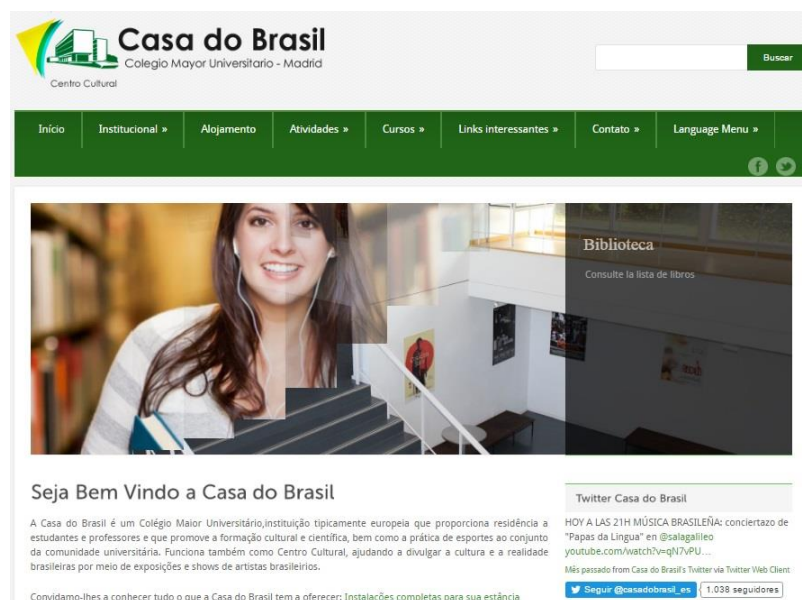 Casa do Brasil
Colegio Mayor Universitario - Madrid
Centro Cultural
Buscar
Início
Institucional »
Alojamento
Atividades »
Cursos »
Links interessantes »
Contato »
Language Menu »
Biblioteca
Consulte la lista de libros
Seja Bem Vindo a Casa do Brasil
A Casa do Brasil é um Colégio Maior Universitário,instituição tipicamente europeia que proporciona residência a
estudantes e professores e que promove a formação cultural e científica, bem como a prática de esportes ao conjunto
da comunidade universitária. Funciona também como Centro Cultural, ajudando a divulgar a cultura e a realidade
brasileiras por meio de exposições e shows de artistas brasileirios.
Convidamo-lhes a conhecer tudo o que a Casa do Brasil tem a oferecer: Instalações completas para sua estância
Twitter Casa do Brasil
HOY A LAS 21H MÚSICA BRASILEÑA: conciertazo de
"Papas da Lingua" en @salagalileo
youtube.com/watch?v=qN7vPU...
Mês passado from Casa do Brasil's Twitter via Twitter Web Client
Seguir @casadobrasil_es
1.038 seguidores